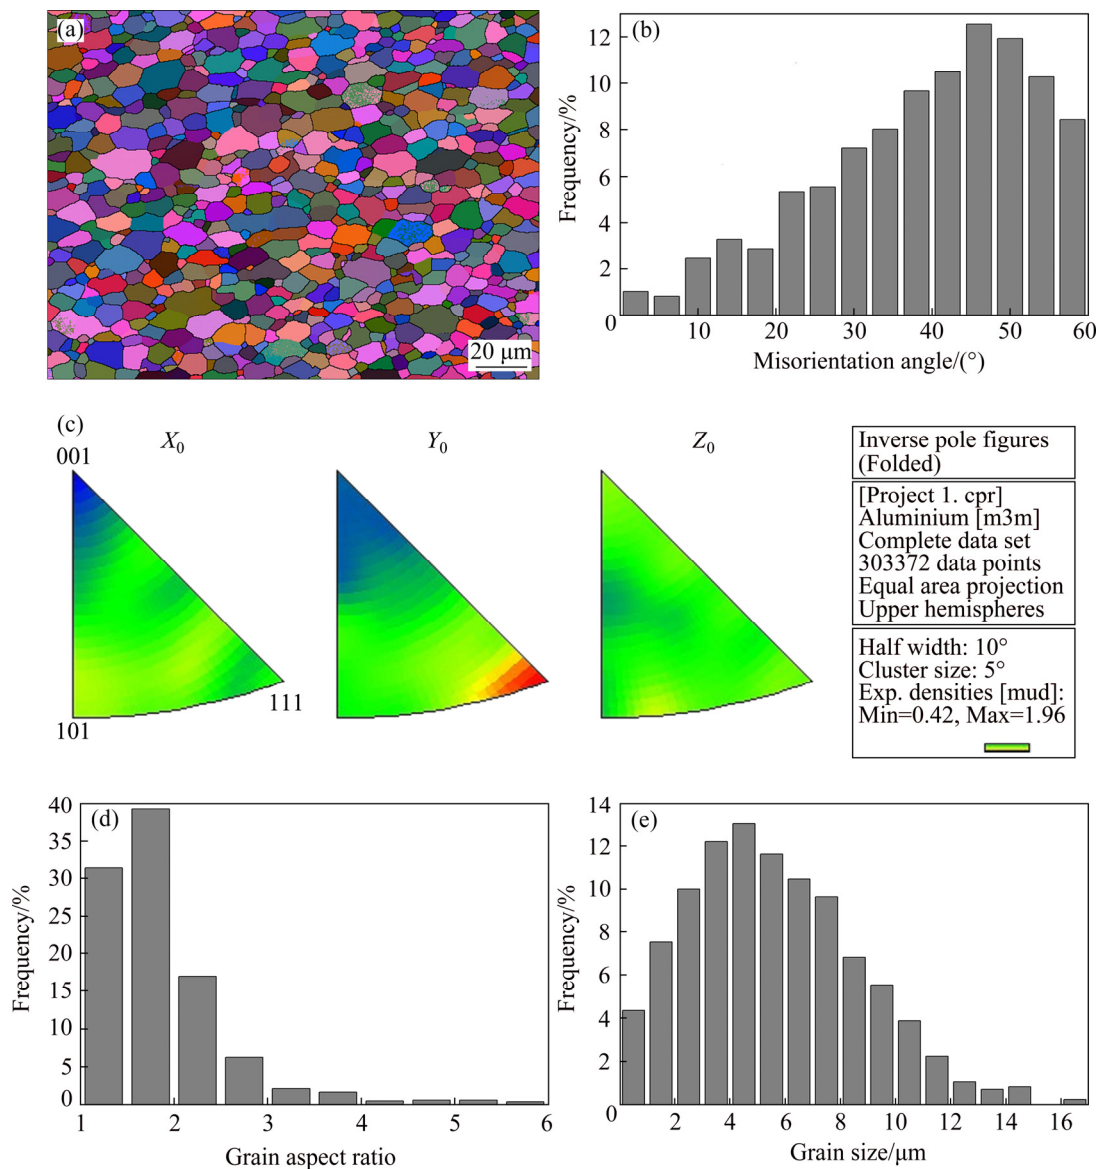 (a)
20 μm
(b)
Frequency/%
12
10
8
6
4
2
0
10
20
30
40
50
60
Misorientation angle/(°)
(c)
X0
Y0
Z0
001
101
111
Inverse pole figures
(Folded)
[Project 1. cpr]
Aluminium [m3m]
Complete data set
303372 data points
Equal area projection
Upper hemispheres
Half width: 10°
Cluster size: 5°
Exp. densities [mud]:
Min=0.42, Max=1.96
(d)
Frequency/%
40
35
30
25
20
15
10
5
0
1
2
3
4
5
6
Grain aspect ratio
(e)
Frequency/%
14
12
10
8
6
4
2
0
2
4
6
8
10
12
14
16
Grain size/μm